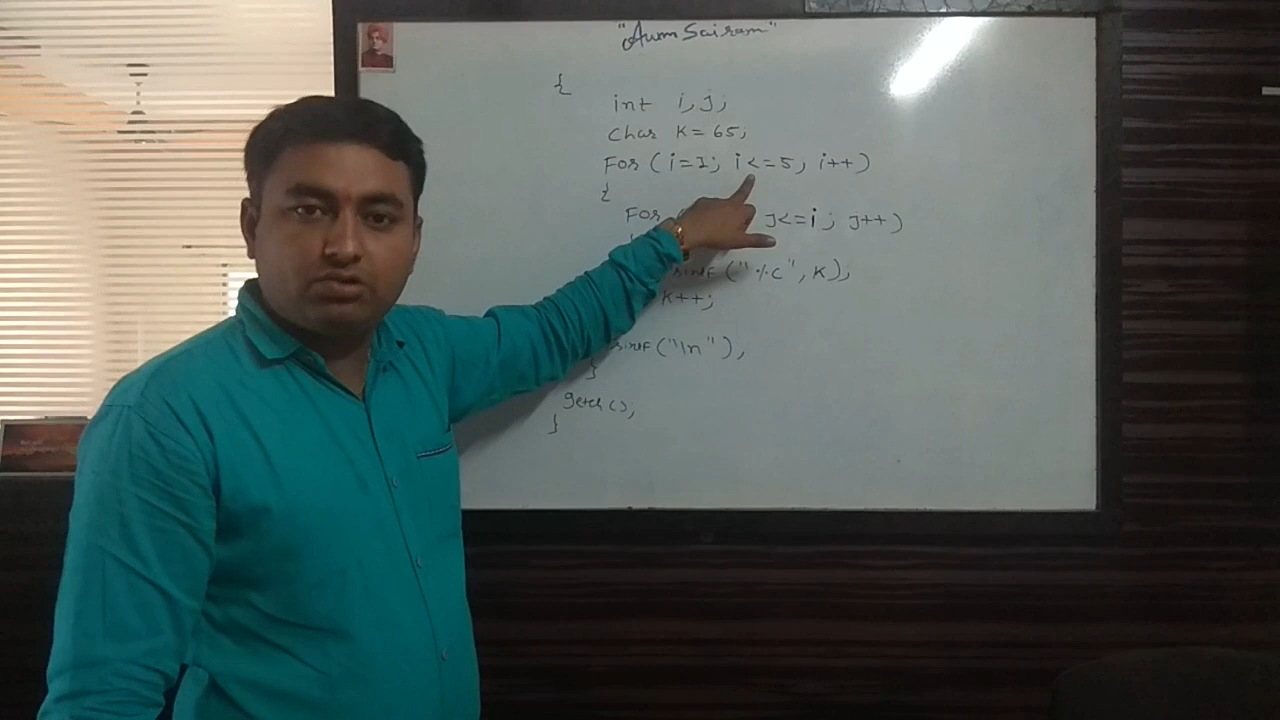 "Aum Sairam"
{
int i, j;
char k = 65;
For ( i = 1; i <= 5; i++)
{
For j <= i ; j++)
{
printf ("%c", k);
k++;
printf ("\n");
}
getch ();
}